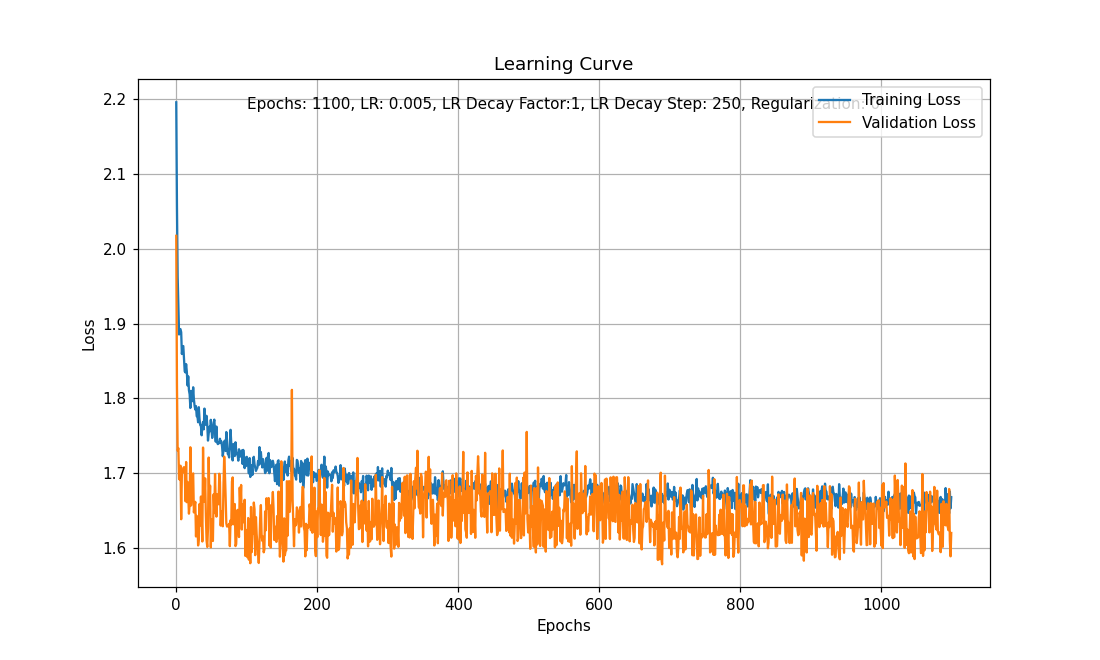 Learning Curve
Epochs: 1100, LR: 0.005, LR Decay Factor:1, LR Decay Step: 250, Regularization: 0
Training Loss
Validation Loss
2.2
2.1
2.0
1.9
1.8
1.7
1.6
Loss
0 200 400 600 800 1000
Epochs